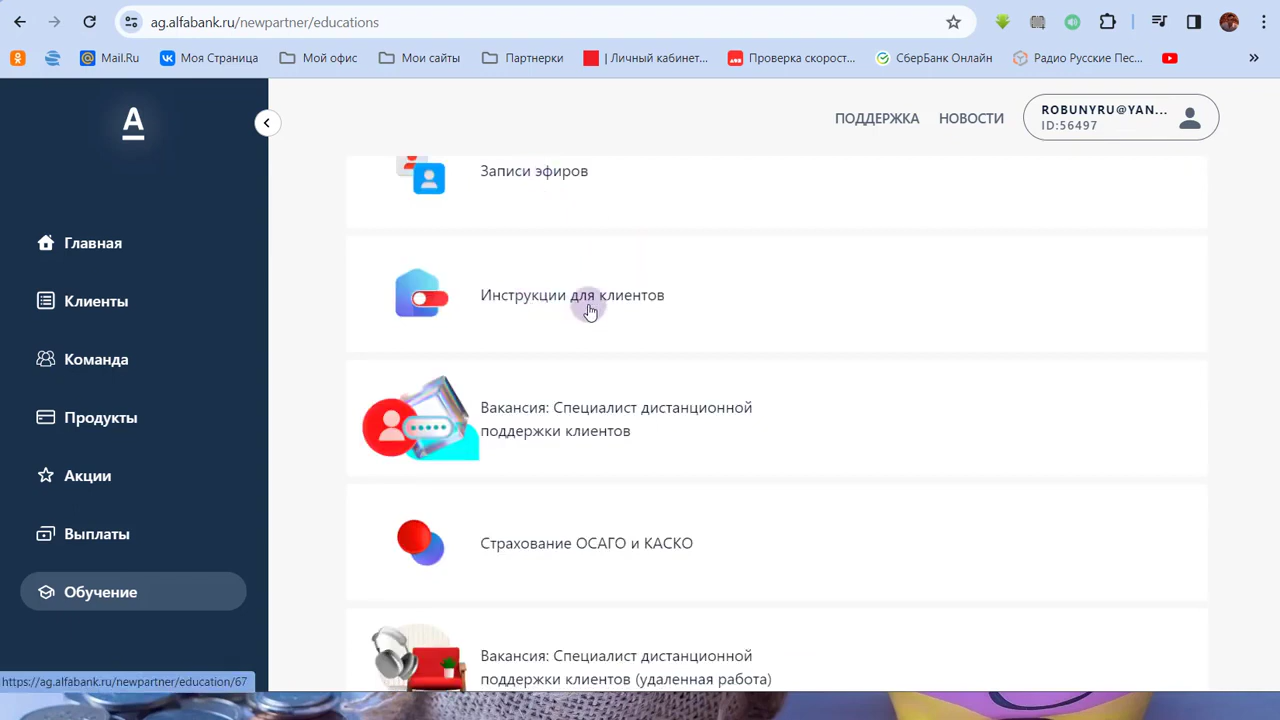 ag.alfabank.ru/newpartner/educations
Mail.Ru
Моя Страница
Мой офис
Мои сайты
Партнерки
| Личный кабинет...
Проверка скорост...
СберБанк Онлайн
Радио Русские Пес...
»
A
ПОДДЕРЖКА
НОВОСТИ
ROBUNYRU@YAN...
ID:56497
Главная
Клиенты
Команда
Продукты
Акции
Выплаты
Обучение
Записи эфиров
Инструкции для клиентов
Вакансия: Специалист дистанционной
поддержки клиентов
Страхование ОСАГО и КАСКО
Вакансия: Специалист дистанционной
поддержки клиентов (удаленная работа)
https://ag.alfabank.ru/newpartner/education/67